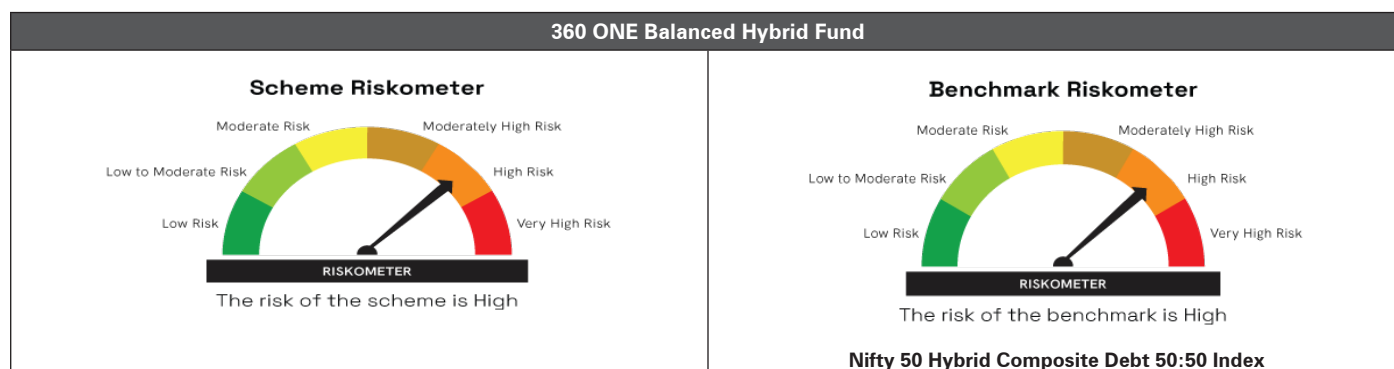 360 ONE Balanced Hybrid Fund
Scheme Riskometer
Moderate Risk
Moderately High Risk
Low to Moderate Risk
High Risk
Low Risk
Very High Risk
RISKOMETER
The risk of the scheme is High
Benchmark Riskometer
Moderate Risk
Moderately High Risk
Low to Moderate Risk
High Risk
Low Risk
Very High Risk
RISKOMETER
The risk of the benchmark is High
Nifty 50 Hybrid Composite Debt 50:50 Index